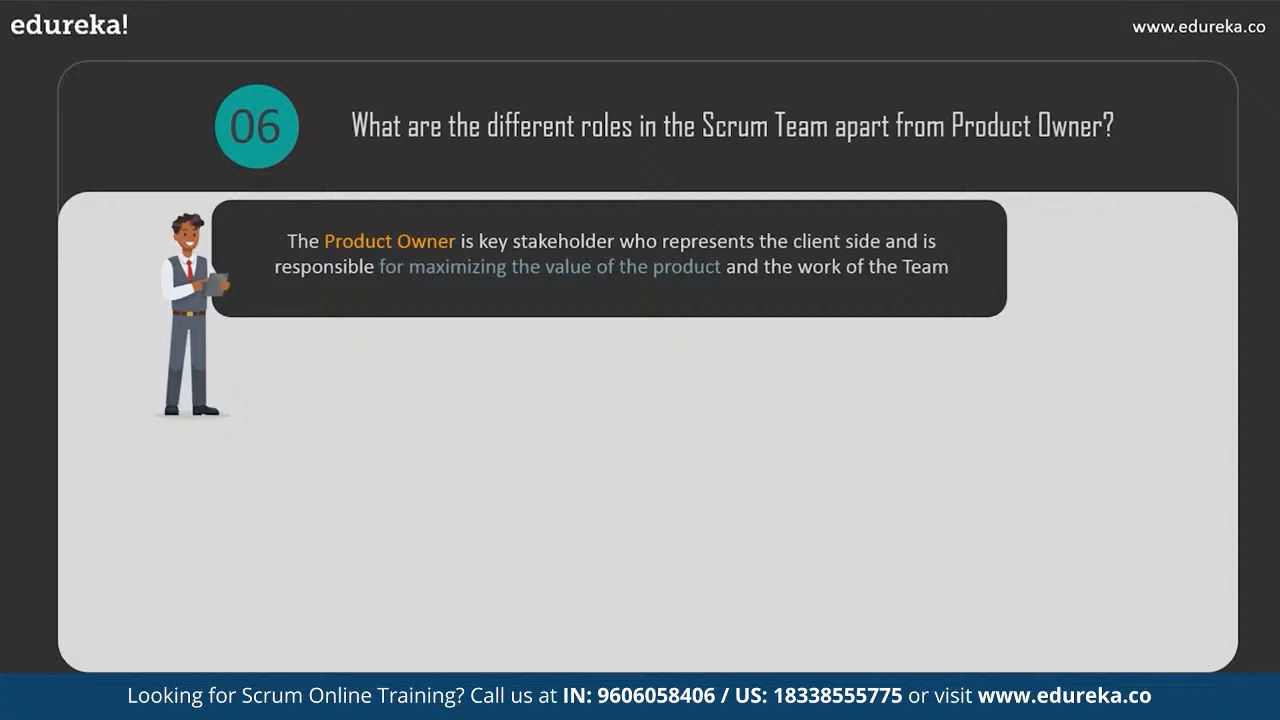 edureka!
www.edureka.co
06
What are the different roles in the Scrum Team apart from Product Owner?
The Product Owner is key stakeholder who represents the client side and is
responsible for maximizing the value of the product and the work of the Team
Looking for Scrum Online Training? Call us at IN: 9606058406 / US: 18338555775 or visit www.edureka.co